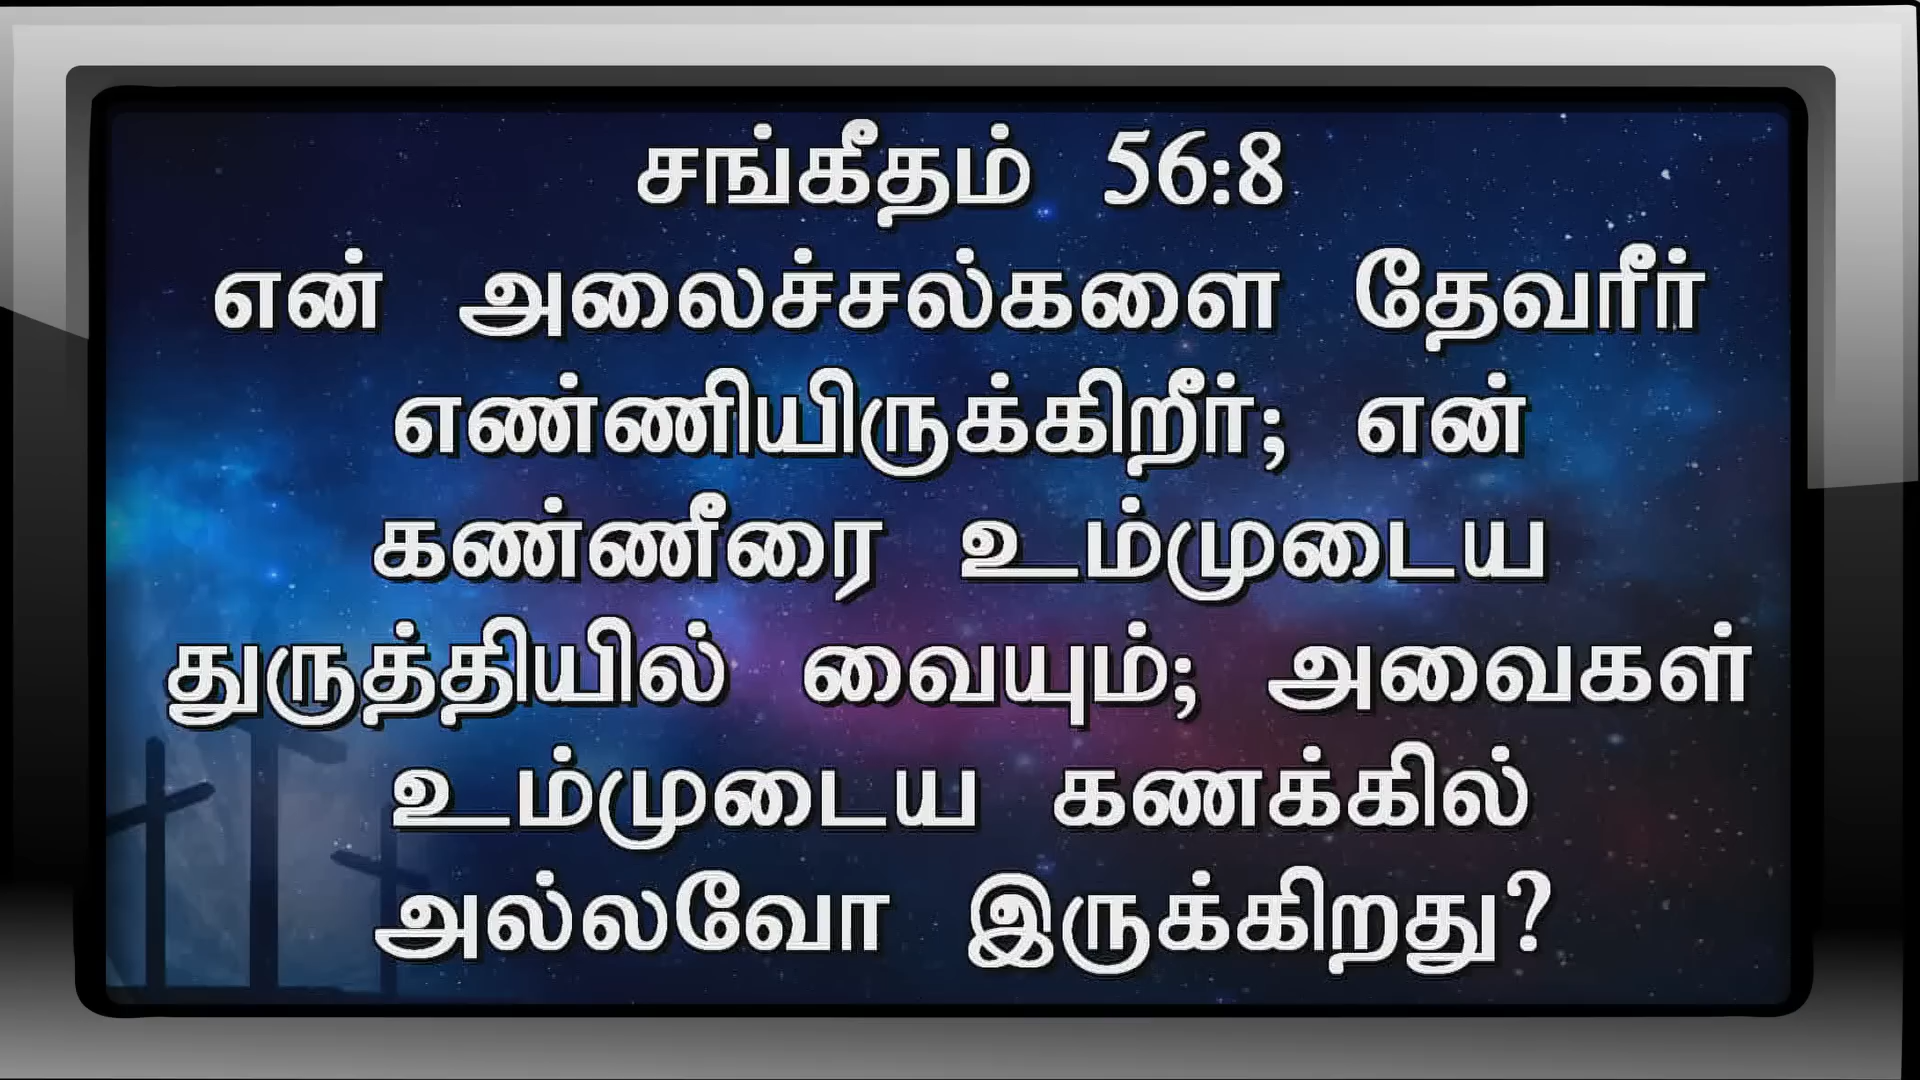 சங்கீதம் 56:8
என் அலைச்சல்களை தேவரீர்
எண்ணியிருக்கிறீர்; என்
கண்ணீரை உம்முடைய
துருத்தியில் வையும்; அவைகள்
உம்முடைய கணக்கில்
அல்லவோ இருக்கிறது?